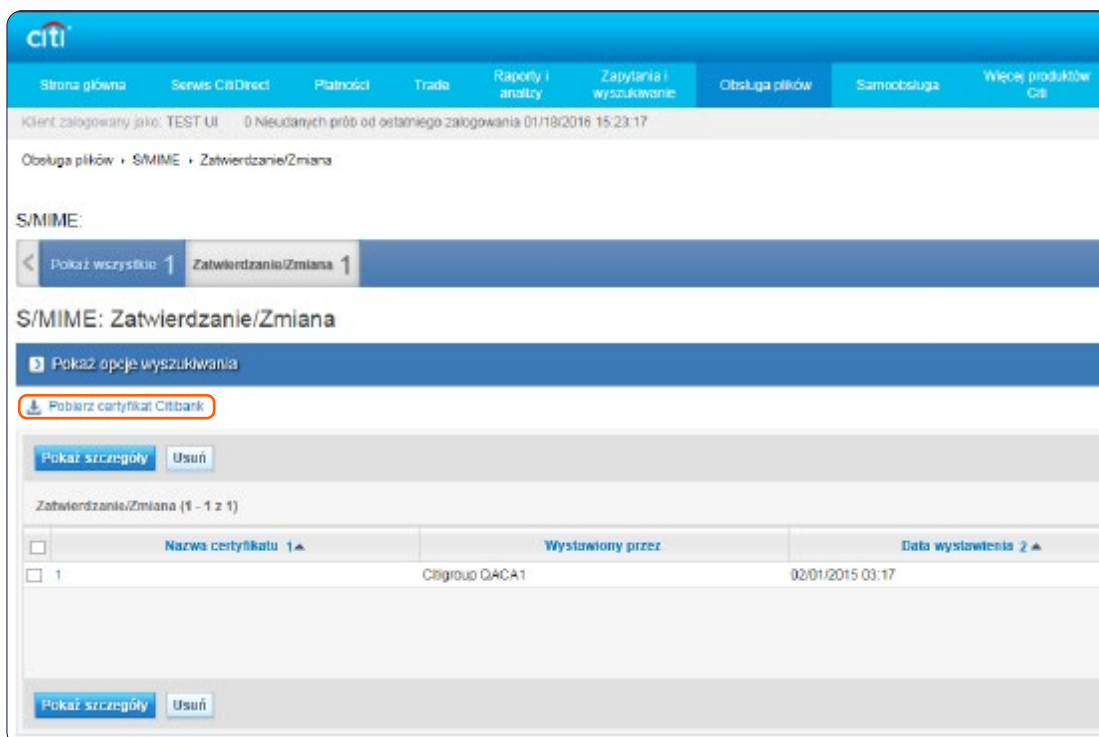 citi
Strona główna Serwis CitiDirect Płatności Trade Raporty i analizy Zapytania i wyszukiwanie Obsługa plików Samoobsługa Więcej produktów Citi
Klient zalogowany jako: TEST UI 0 Nieudanych prób od ostatniego zalogowania 01/18/2016 15:23:17
Obsługa plików › S/MIME › Zatwierdzanie/Zmiana
S/MIME:
Pokaż wszystkie 1 Zatwierdzanie/Zmiana 1
S/MIME: Zatwierdzanie/Zmiana
Pokaż opcje wyszukiwania
Pobierz certyfikat Citibank
Pokaż szczegóły Usuń
Zatwierdzanie/Zmiana (1 - 1 z 1)
Nazwa certyfikatu 1 Wystawiony przez Data wystawienia 2
1 Citigroup QACA1 02/01/2015 03:17
Pokaż szczegóły Usuń